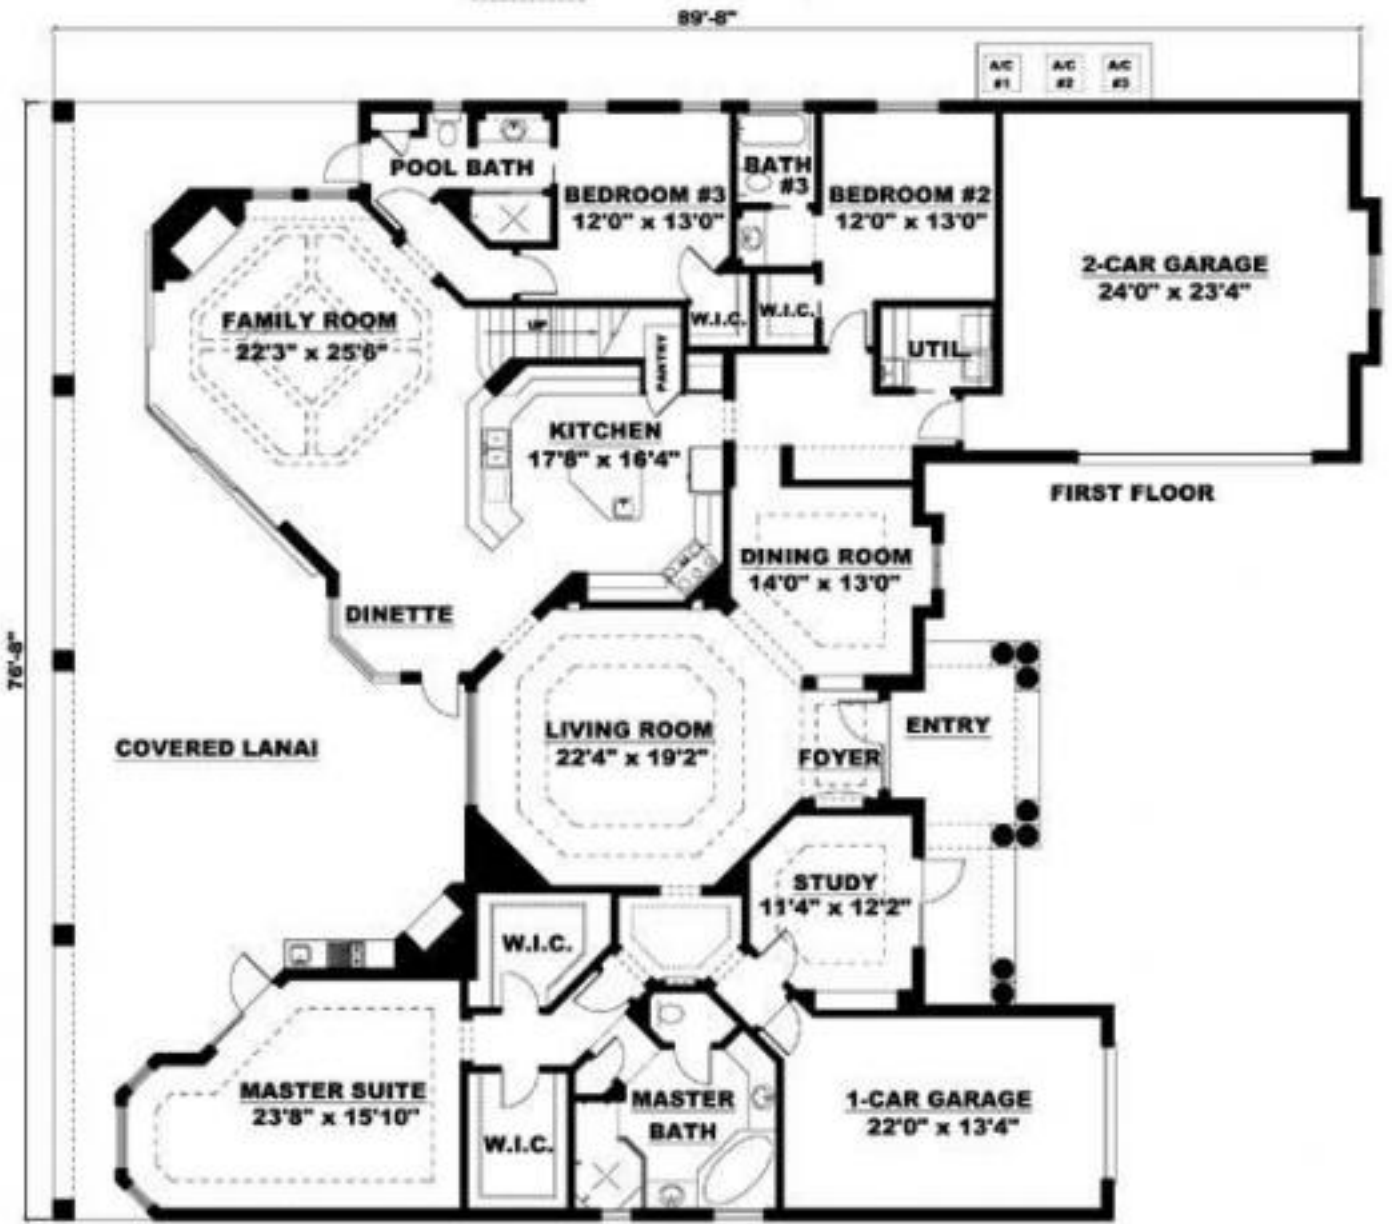 89'-8"
A/C #1
A/C #2
A/C #3
POOL BATH
BATH #3
BEDROOM #3
12'0" x 13'0"
BEDROOM #2
12'0" x 13'0"
2-CAR GARAGE
24'0" x 23'4"
FAMILY ROOM
22'3" x 25'6"
UP
W.I.C.
W.I.C.
PANTRY
UTIL
KITCHEN
17'8" x 16'4"
FIRST FLOOR
DINING ROOM
14'0" x 13'0"
DINETTE
76'-8"
LIVING ROOM
22'4" x 19'2"
FOYER
ENTRY
COVERED LANAI
STUDY
11'4" x 12'2"
W.I.C.
MASTER SUITE
23'8" x 15'10"
W.I.C.
MASTER
BATH
1-CAR GARAGE
22'0" x 13'4"